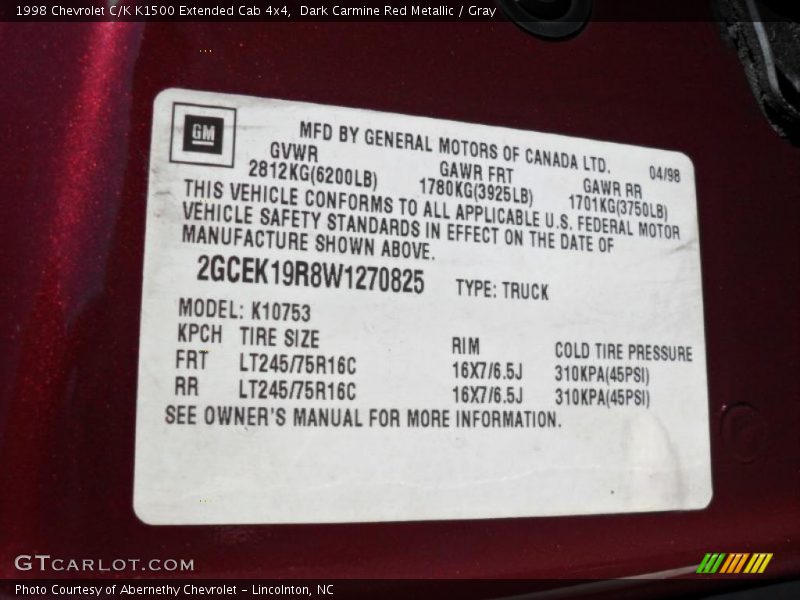 1998 Chevrolet C/K K1500 Extended Cab 4x4,  Dark Carmine Red Metallic / Gray
GM
MFD BY GENERAL MOTORS OF CANADA LTD.
04/98
GVWR GAWR FRT GAWR RR
2812KG(6200LB) 1780KG(3925LB) 1701KG(3750LB)
THIS VEHICLE CONFORMS TO ALL APPLICABLE U.S. FEDERAL MOTOR
VEHICLE SAFETY STANDARDS IN EFFECT ON THE DATE OF
MANUFACTURE SHOWN ABOVE.
2GCEK19R8W1270825 TYPE: TRUCK
MODEL: K10753
KPCH TIRE SIZE RIM COLD TIRE PRESSURE
FRT LT245/75R16C 16X7/6.5J 310KPA(45PSI)
RR LT245/75R16C 16X7/6.5J 310KPA(45PSI)
SEE OWNER'S MANUAL FOR MORE INFORMATION.
GTCARLOT.COM
Photo Courtesy of Abernethy Chevrolet - Lincolnton, NC